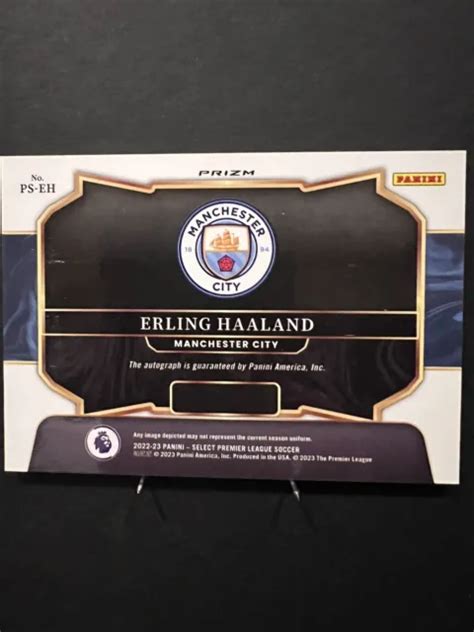 No.
PS-EH
PRIZM
PANINI
MANCHESTER
18 94
CITY
ERLING HAALAND
MANCHESTER CITY
The autograph is guaranteed by Panini America, Inc.
Any image depicted may not represent the current season uniform.
2022-23 PANINI – SELECT PREMIER LEAGUE SOCCER
© 2023 Panini America, Inc. Produced in the USA. © 2023 The Premier League